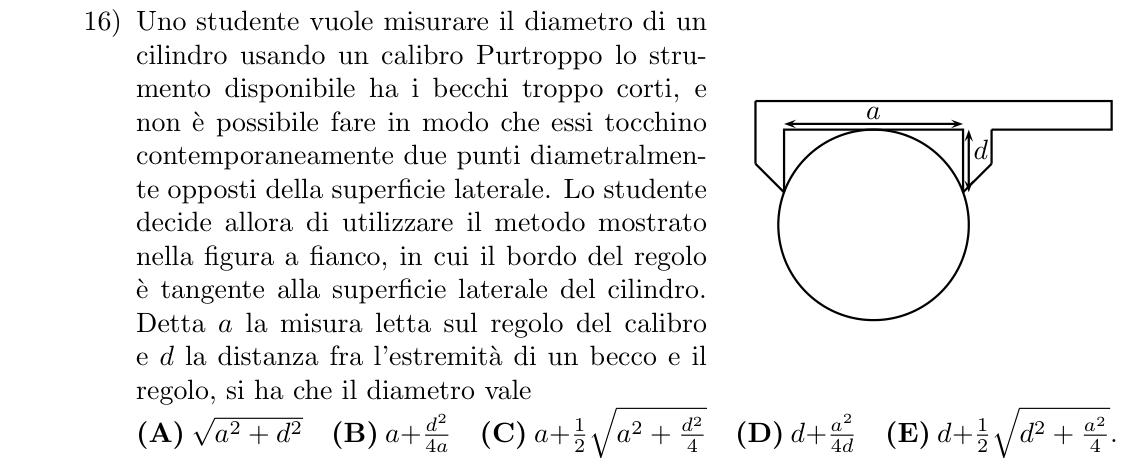 16) Uno studente vuole misurare il diametro di un
cilindro usando un calibro Purtroppo lo stru-
mento disponibile ha i becchi troppo corti, e
non è possibile fare in modo che essi tocchino
contemporaneamente due punti diametralmen-
te opposti della superficie laterale. Lo studente
decide allora di utilizzare il metodo mostrato
nella figura a fianco, in cui il bordo del regolo
è tangente alla superficie laterale del cilindro.
Detta a la misura letta sul regolo del calibro
e d la distanza fra l'estremità di un becco e il
regolo, si ha che il diametro vale
a
d
(A) √(a² + d²) (B) a+d²/4a (C) a+1/2√(a² + d²/4) (D) d+a²/4d (E) d+1/2√(d² + a²/4).